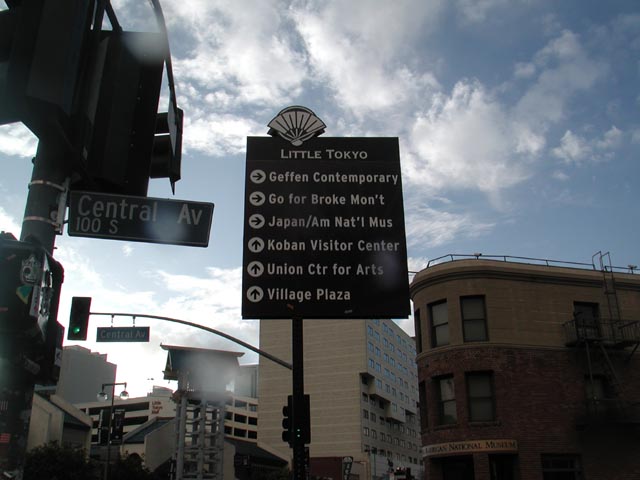 Central Av
100 S
LITTLE TOKYO
Geffen Contemporary
Go for Broke Mon't
Japan/Am Nat'l Mus
Koban Visitor Center
Union Ctr for Arts
Village Plaza
Central Av
NATIONAL MUSEUM